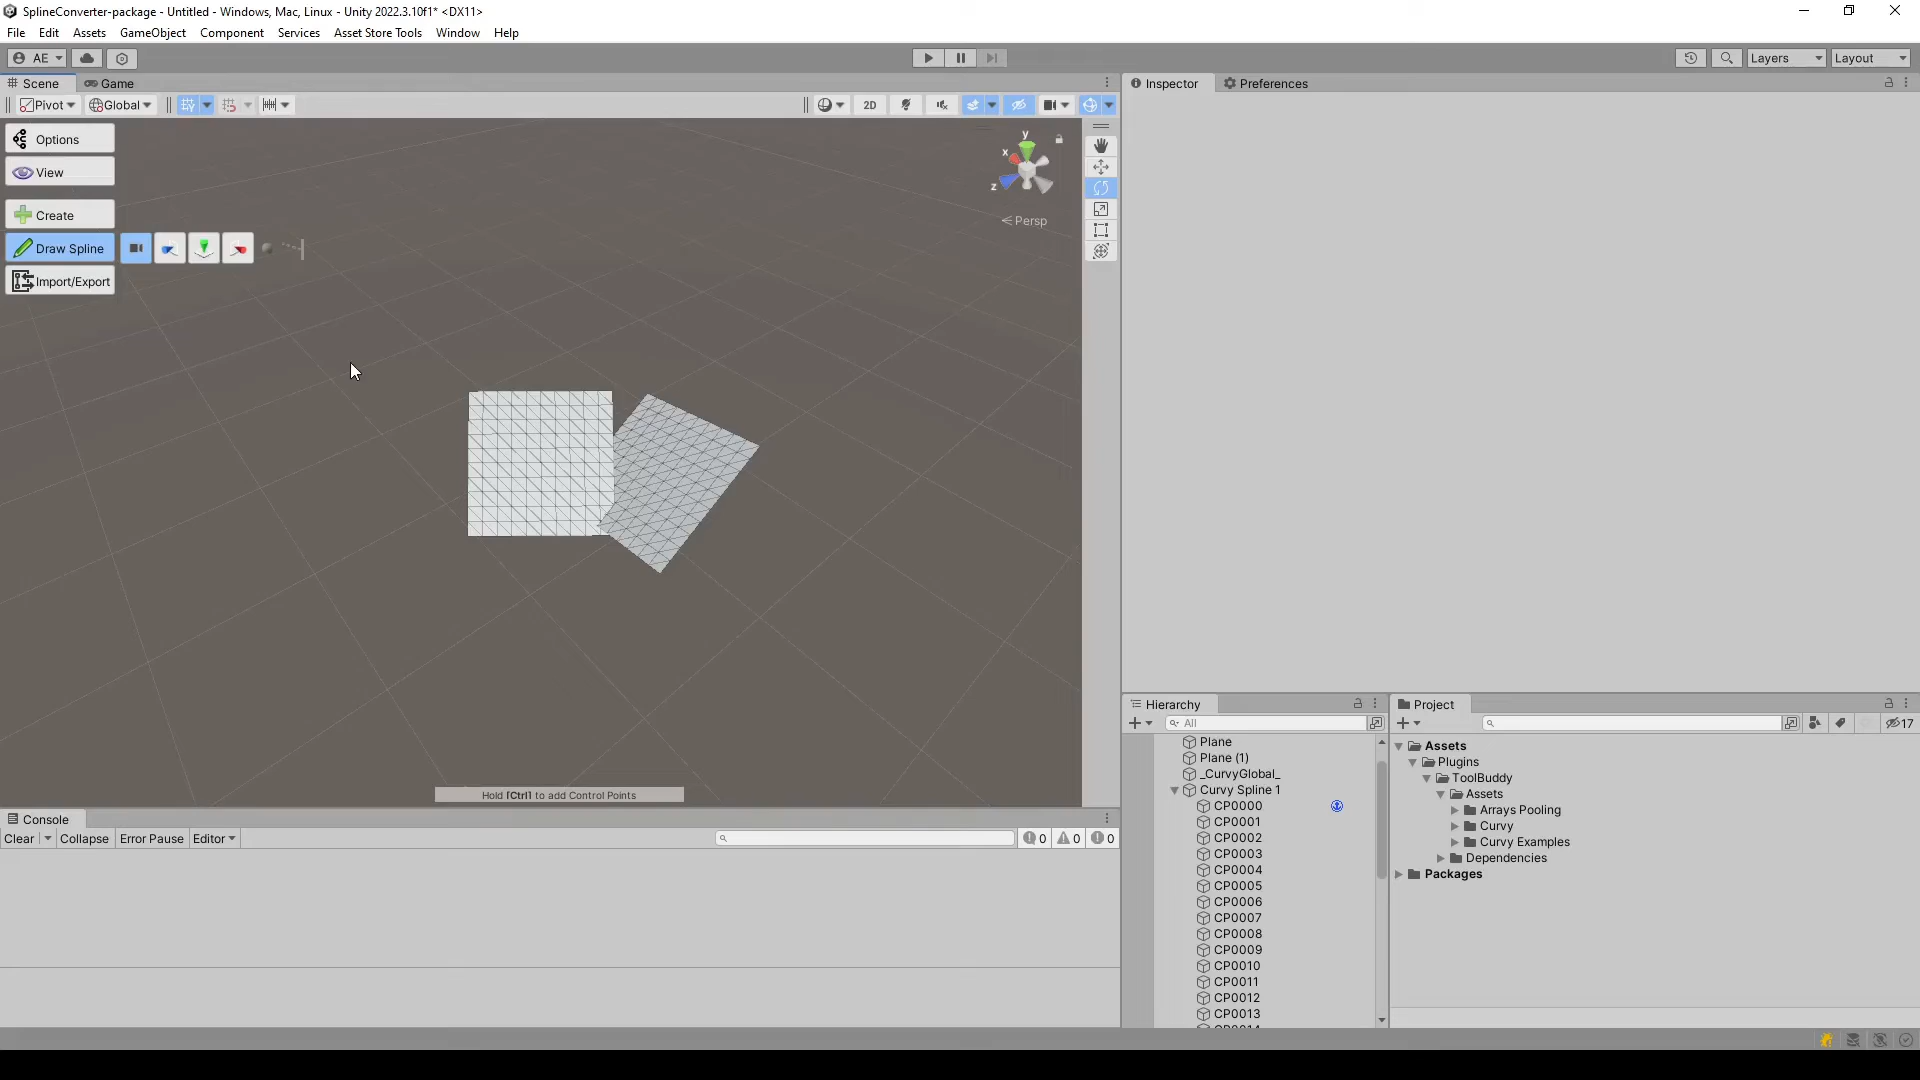 SplineConverter-package - Untitled - Windows, Mac, Linux - Unity 2022.3.10f1* <DX11>
File Edit Assets GameObject Component Services Asset Store Tools Window Help
AE
Layers
Layout
Scene
Game
Inspector
Preferences
Pivot
Global
2D
Options
View
Create
Draw Spline
Import/Export
y
x
z
Persp
Hold [Ctrl] to add Control Points
Console
Clear
Collapse
Error Pause
Editor
0
0
0
Hierarchy
All
Plane
Plane (1)
_CurvyGlobal_
Curvy Spline 1
CP0000
CP0001
CP0002
CP0003
CP0004
CP0005
CP0006
CP0007
CP0008
CP0009
CP0010
CP0011
CP0012
CP0013
Project
17
Assets
Plugins
ToolBuddy
Assets
Arrays Pooling
Curvy
Curvy Examples
Dependencies
Packages